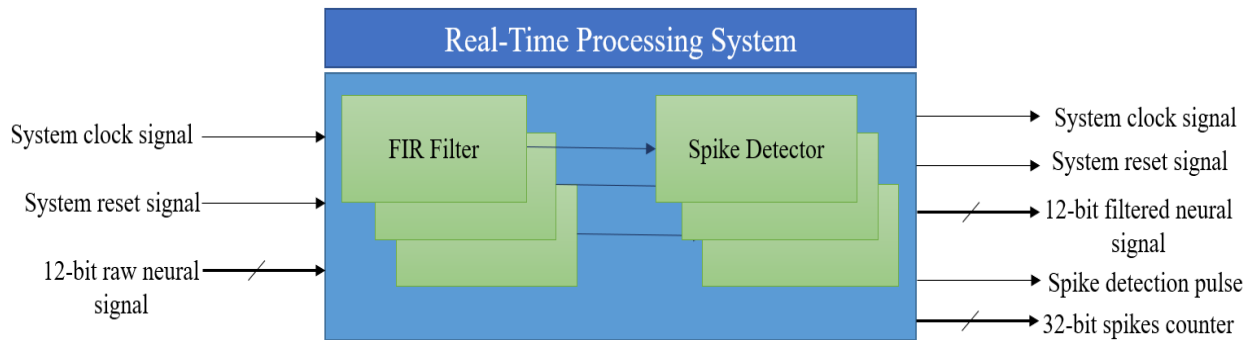 Real-Time Processing System
System clock signal
System reset signal
12-bit raw neural
signal
FIR Filter
Spike Detector
System clock signal
System reset signal
12-bit filtered neural
signal
Spike detection pulse
32-bit spikes counter